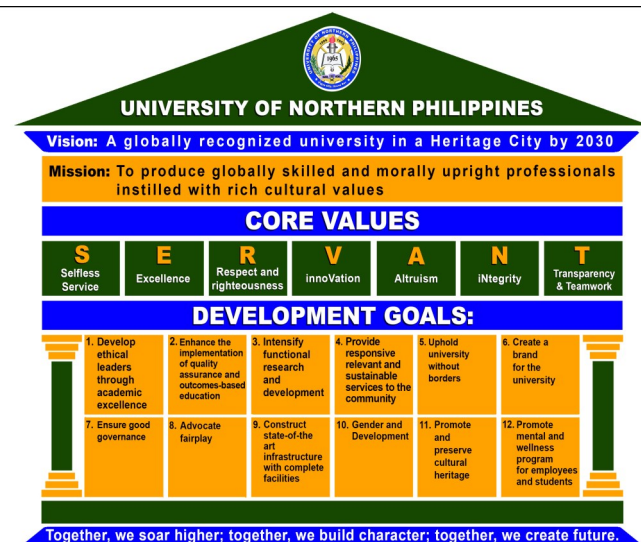 UNIVERSITY OF NORTHERN PHILIPPINES
1965
UNIVERSITY OF NORTHERN PHILIPPINES
Vision: A globally recognized university in a Heritage City by 2030
Mission: To produce globally skilled and morally upright professionals
instilled with rich cultural values
CORE VALUES
S
Selfless
Service
E
Excellence
R
Respect and
righteousness
V
innoVation
A
Altruism
N
iNtegrity
T
Transparency
& Teamwork
DEVELOPMENT GOALS:
1. Develop
ethical
leaders
through
academic
excellence
2. Enhance the
implementation
of quality
assurance and
outcomes-based
education
3. Intensify
functional
research
and
development
4. Provide
responsive
relevant and
sustainable
services to the
community
5. Uphold
university
without
borders
6. Create a
brand
for the
university
7. Ensure good
governance
8. Advocate
fairplay
9. Construct
state-of-the
art
infrastructure
with complete
facilities
10. Gender and
Development
11. Promote
and
preserve
cultural
heritage
12. Promote
mental and
wellness
program
for employees
and students
Together, we soar higher; together, we build character; together, we create future.